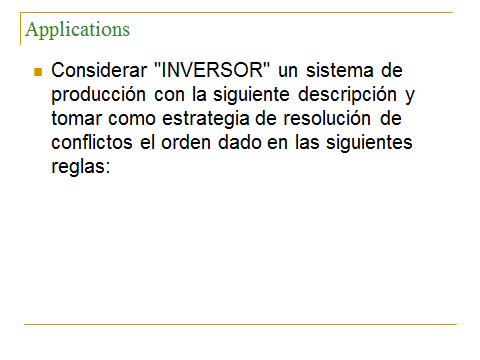 Applications
Considerar "INVERSOR" un sistema de
producción con la siguiente descripción y
tomar como estrategia de resolución de
conflictos el orden dado en las siguientes
reglas: